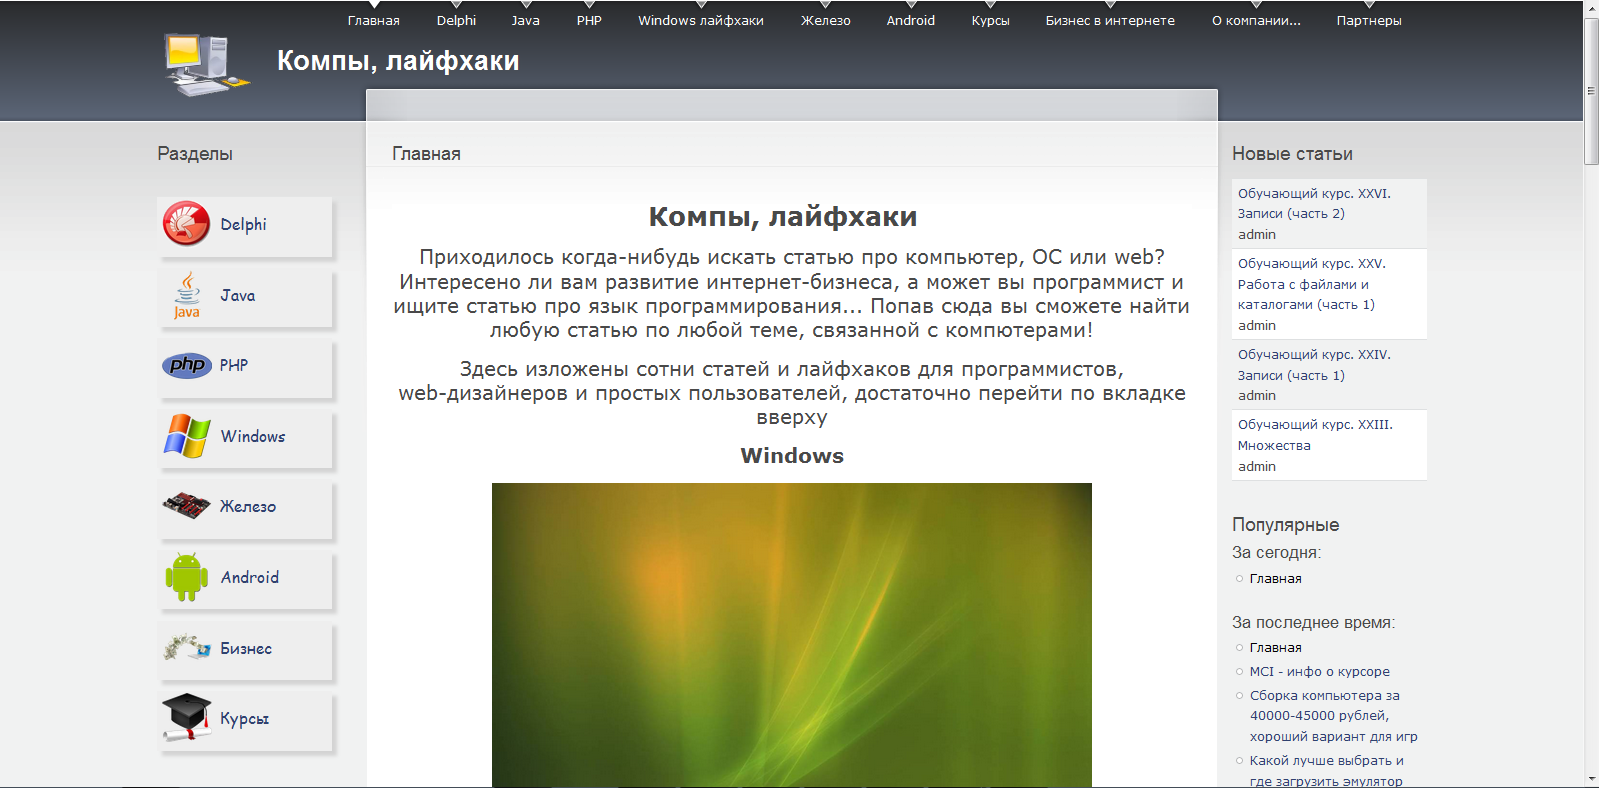 Главная Delphi Java PHP Windows лайфхаки Железо Android Курсы Бизнес в интернете О компании... Партнеры
Компы, лайфхаки
Разделы
Delphi
Java
Java
php PHP
Windows
Железо
Android
Бизнес
Курсы
Главная
Компы, лайфхаки
Приходилось когда-нибудь искать статью про компьютер, ОС или web?
Интересено ли вам развитие интернет-бизнеса, а может вы программист и
ищите статью про язык программирования... Попав сюда вы сможете найти
любую статью по любой теме, связанной с компютерами!
Здесь изложены сотни статей и лайфхаков для программистов,
web-дизайнеров и простых пользователей, достаточно перейти по вкладке
вверху
Windows
Новые статьи
Обучающий курс. XXVI.
Записи (часть 2)
admin
Обучающий курс. XXV.
Работа с файлами и
каталогами (часть 1)
admin
Обучающий курс. XXIV.
Записи (часть 1)
admin
Обучающий курс. XXIII.
Множества
admin
Популярные
За сегодня:
Главная
За последнее время:
Главная
MCI - инфо о курсоре
Сборка компьютера за
40000-45000 рублей,
хороший вариант для игр
Какой лучше выбрать и
где загрузить эмулятор